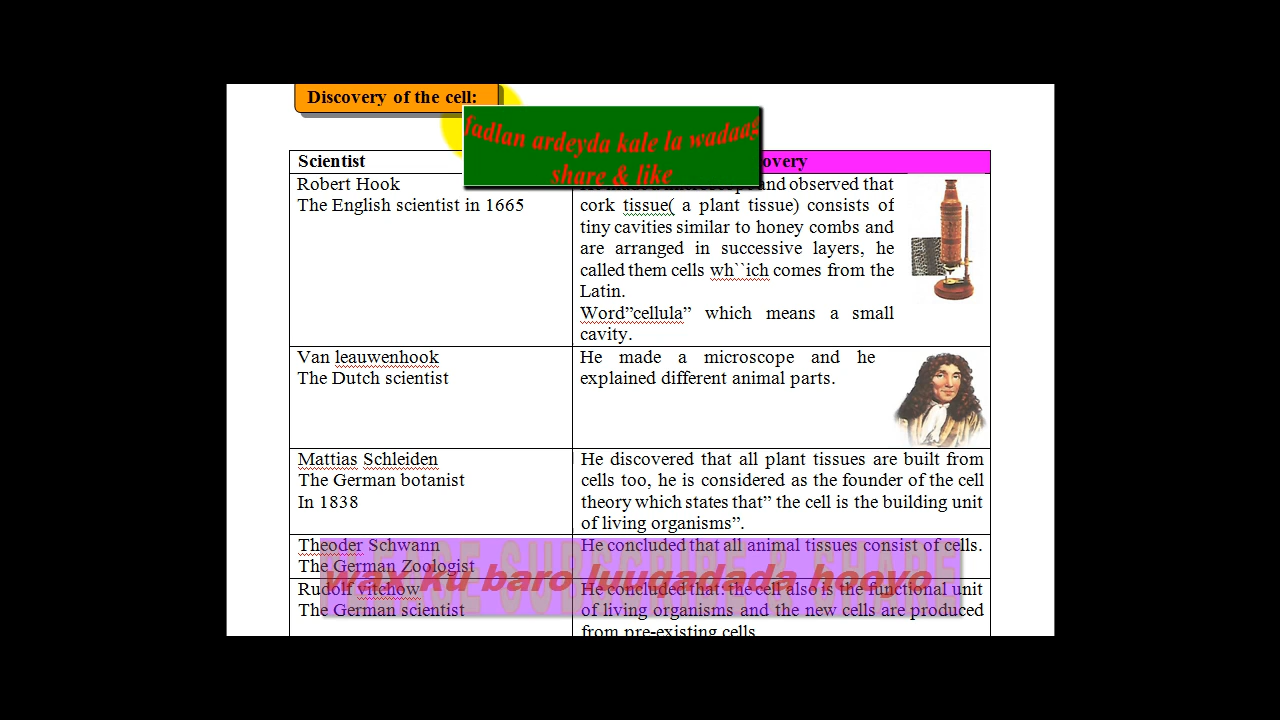 Discovery of the cell:
fadlan ardeyda kale la wadaag
share & like
Scientist
overy
Robert Hook
The English scientist in 1665
and observed that
cork tissue( a plant tissue) consists of
tiny cavities similar to honey combs and
are arranged in successive layers, he
called them cells wh``ich comes from the
Latin.
Word”cellula” which means a small
cavity.
Van leauwenhook
The Dutch scientist
He made a microscope and he
explained different animal parts.
Mattias Schleiden
The German botanist
In 1838
He discovered that all plant tissues are built from
cells too, he is considered as the founder of the cell
theory which states that” the cell is the building unit
of living organisms”.
Theoder Schwann
The German Zoologist
He concluded that all animal tissues consist of cells.
SUBSCRIBE & SHARE
wax ku baro luuqadada hooyo
Rudolf vitchow
The German scientist
He concluded that: the cell also is the functional unit
of living organisms and the new cells are produced
from pre-existing cells